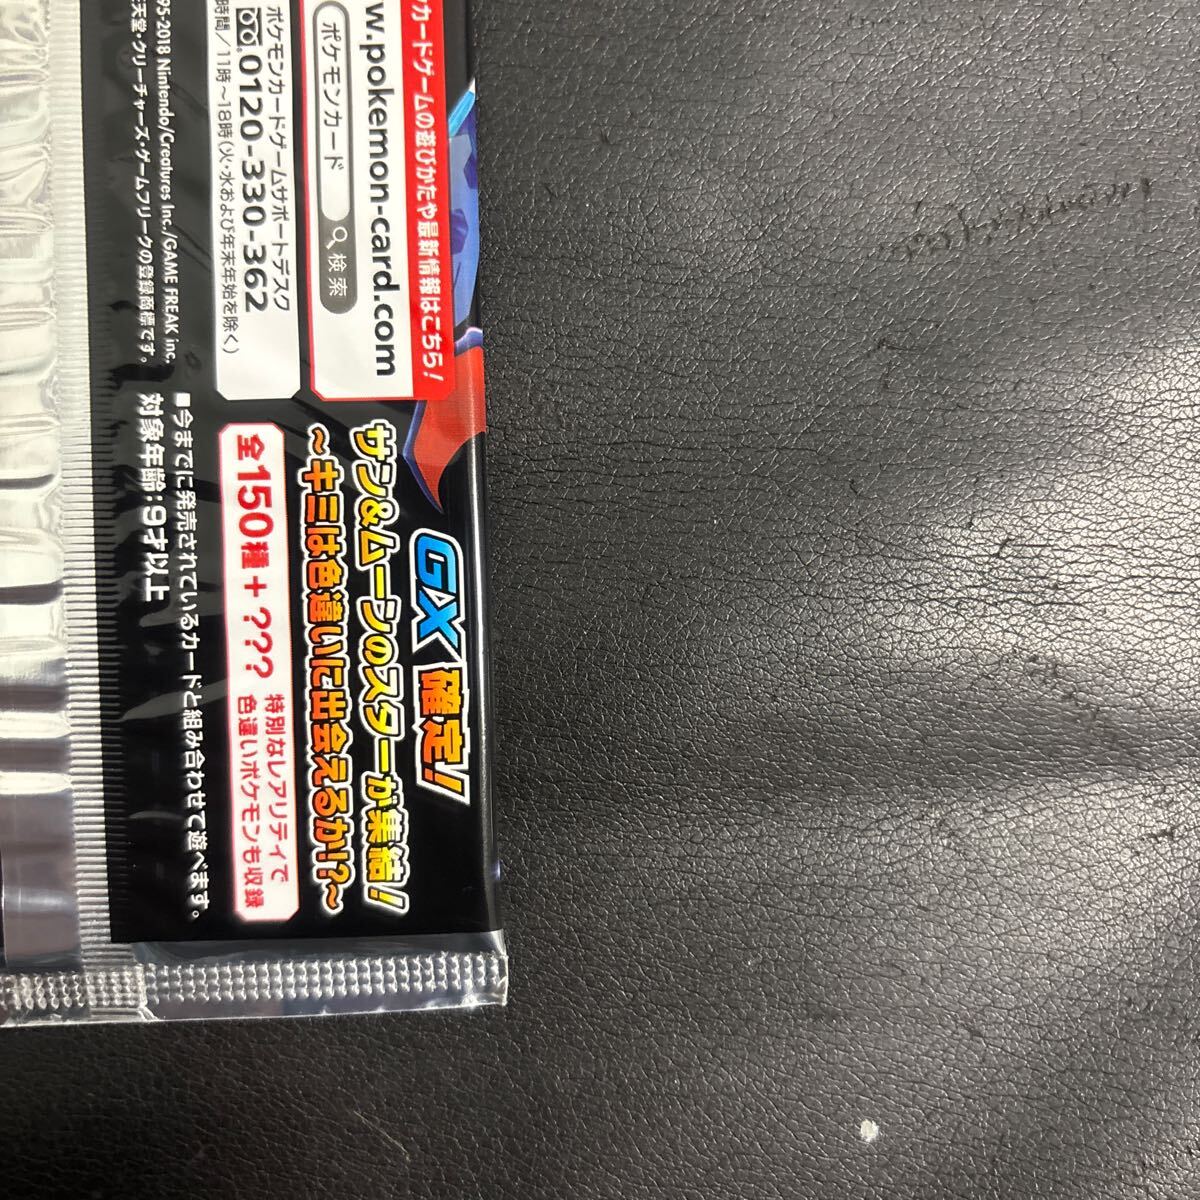 カードゲームの遊びかたや最新情報はこちら!
w.pokemon-card.com
ポケモンカード
検索
ポケモンカードゲームサポートデスク
0120-330-362
時間/11時〜18時(火・水および年末年始を除く)
95-2018 Nintendo/Creatures Inc./GAME FREAK inc.
天堂・クリーチャーズ・ゲームフリークの登録商標です。
GX確定!
サン&ムーンのスターが集結!
〜キミは色違いに出会えるか!?〜
全150種+???
特別なレアリティで
色違いポケモンも収録
■今までに発売されているカードと組み合わせて遊べます。
対象年齢:9才以上